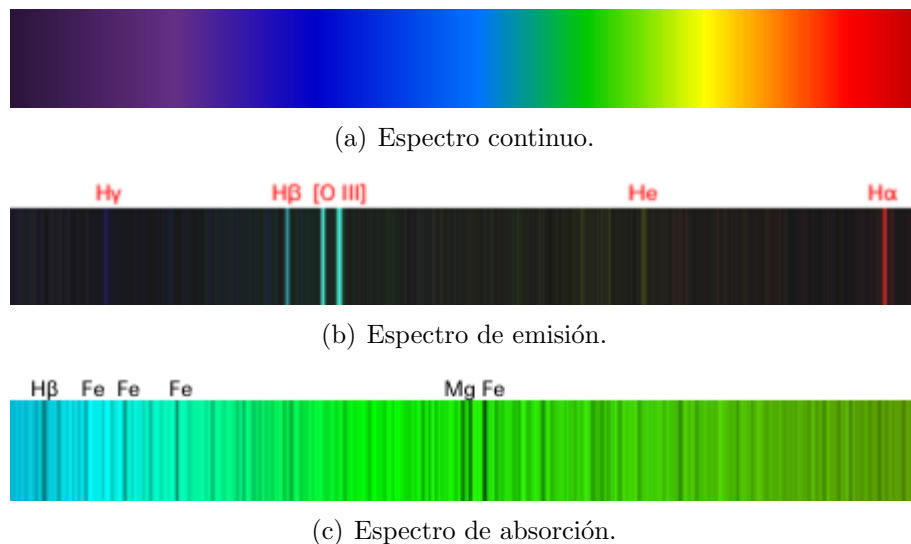 (a) Espectro continuo.
Hγ Hβ [O III] He Hα
(b) Espectro de emisión.
Hβ Fe Fe Fe Mg Fe
(c) Espectro de absorción.